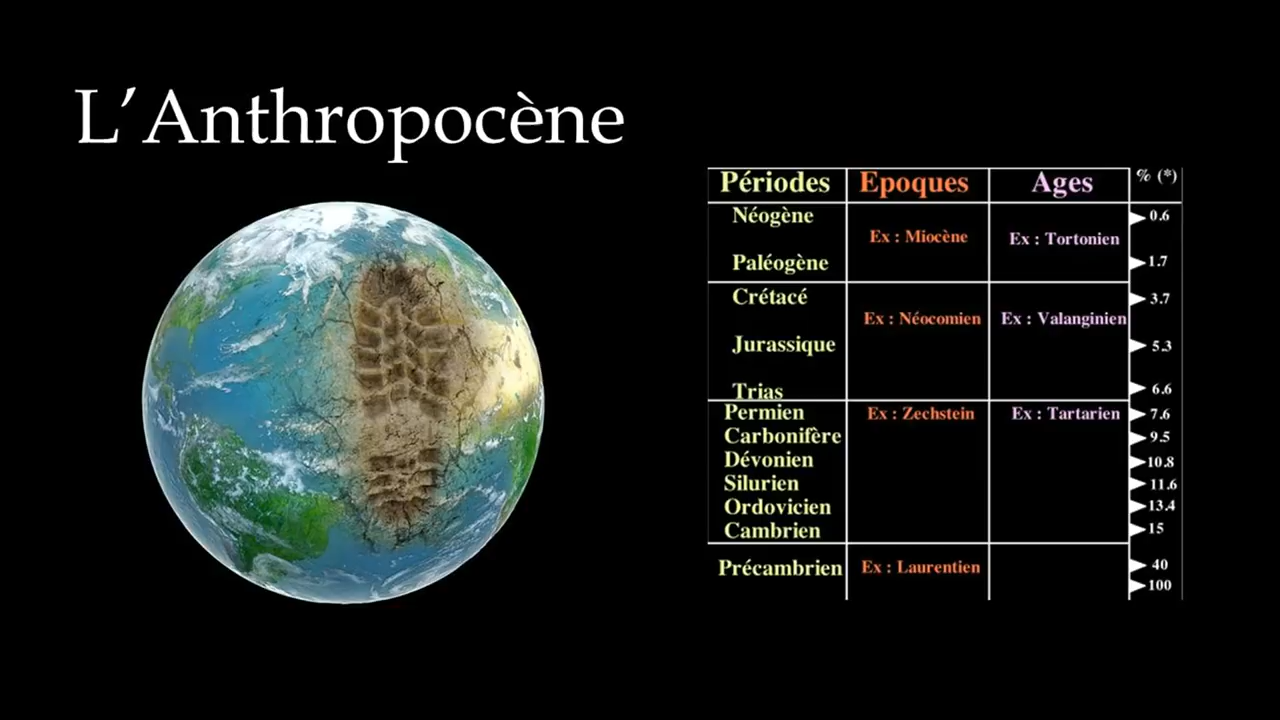 L’Anthropocène
Périodes Epoques Ages % (*)
Néogène 0.6
Ex : Miocène Ex : Tortonien
Paléogène 1.7
Crétacé 3.7
Ex : Néocomien Ex : Valanginien
Jurassique 5.3
Trias 6.6
Permien Ex : Zechstein Ex : Tartarien 7.6
Carbonifère 9.5
Dévonien 10.8
Silurien 11.6
Ordovicien 13.4
Cambrien 15
Précambrien Ex : Laurentien 40
100